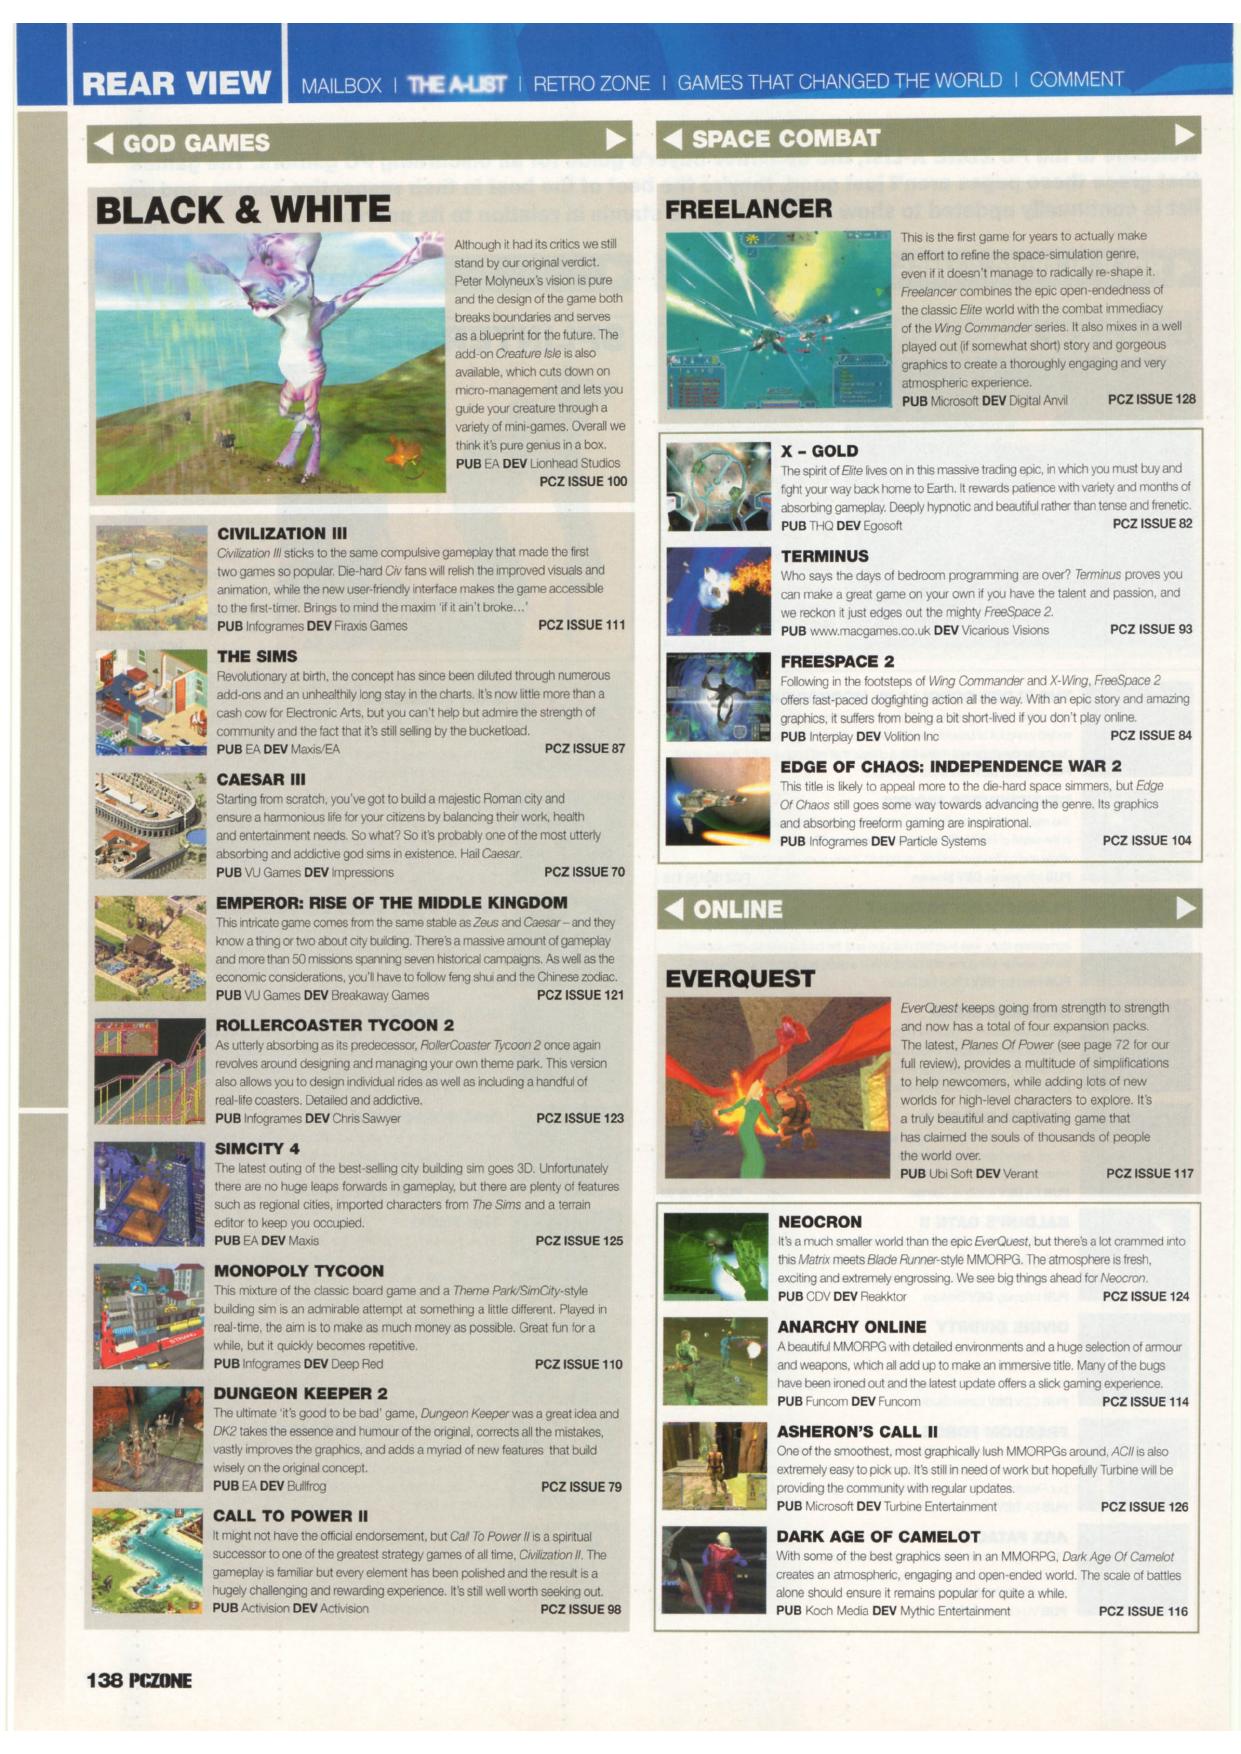 REAR VIEW
MAILBOX | THE A-LIST | RETRO ZONE | GAMES THAT CHANGED THE WORLD | COMMENT
GOD GAMES
BLACK & WHITE
Although it had its critics we still
stand by our original verdict.
Peter Molyneux's vision is pure
and the design of the game both
breaks boundaries and serves
as a blueprint for the future. The
add-on Creature Isle is also
available, which cuts down on
micro-management and lets you
guide your creature through a
variety of mini-games. Overall we
think it's pure genius in a box.
PUB EA DEV Lionhead Studios
PCZ ISSUE 100
CIVILIZATION III
Civilization III sticks to the same compulsive gameplay that made the first
two games so popular. Die-hard Civ fans will relish the improved visuals and
animation, while the new user-friendly interface makes the game accessible
to the first-timer. Brings to mind the maxim 'if it ain't broke...'
PUB Infogrames DEV Firaxis Games PCZ ISSUE 111
THE SIMS
Revolutionary at birth, the concept has since been diluted through numerous
add-ons and an unhealthily long stay in the charts. It's now little more than a
cash cow for Electronic Arts, but you can't help but admire the strength of
community and the fact that it's still selling by the bucketload.
PUB EA DEV Maxis/EA PCZ ISSUE 87
CAESAR III
Starting from scratch, you've got to build a majestic Roman city and
ensure a harmonious life for your citizens by balancing their work, health
and entertainment needs. So what? So it's probably one of the most utterly
absorbing and addictive god sims in existence. Hail Caesar.
PUB VU Games DEV Impressions PCZ ISSUE 70
EMPEROR: RISE OF THE MIDDLE KINGDOM
This intricate game comes from the same stable as Zeus and Caesar – and they
know a thing or two about city building. There's a massive amount of gameplay
and more than 50 missions spanning seven historical campaigns. As well as the
economic considerations, you'll have to follow feng shui and the Chinese zodiac.
PUB VU Games DEV Breakaway Games PCZ ISSUE 121
ROLLERCOASTER TYCOON 2
As utterly absorbing as its predecessor, RollerCoaster Tycoon 2 once again
revolves around designing and managing your own theme park. This version
also allows you to design individual rides as well as including a handful of
real-life coasters. Detailed and addictive.
PUB Infogrames DEV Chris Sawyer PCZ ISSUE 123
SIMCITY 4
The latest outing of the best-selling city building sim goes 3D. Unfortunately
there are no huge leaps forwards in gameplay, but there are plenty of features
such as regional cities, imported characters from The Sims and a terrain
editor to keep you occupied.
PUB EA DEV Maxis PCZ ISSUE 125
MONOPOLY TYCOON
This mixture of the classic board game and a Theme Park/SimCity-style
building sim is an admirable attempt at something a little different. Played in
real-time, the aim is to make as much money as possible. Great fun for a
while, but it quickly becomes repetitive.
PUB Infogrames DEV Deep Red PCZ ISSUE 110
DUNGEON KEEPER 2
The ultimate 'it's good to be bad' game, Dungeon Keeper was a great idea and
DK2 takes the essence and humour of the original, corrects all the mistakes,
vastly improves the graphics, and adds a myriad of new features that build
wisely on the original concept.
PUB EA DEV Bullfrog PCZ ISSUE 79
CALL TO POWER II
It might not have the official endorsement, but Call To Power II is a spiritual
successor to one of the greatest strategy games of all time, Civilization II. The
gameplay is familiar but every element has been polished and the result is a
hugely challenging and rewarding experience. It's still well worth seeking out.
PUB Activision DEV Activision PCZ ISSUE 98
SPACE COMBAT
FREELANCER
This is the first game for years to actually make
an effort to refine the space-simulation genre,
even if it doesn't manage to radically re-shape it.
Freelancer combines the epic open-endedness of
the classic Elite world with the combat immediacy
of the Wing Commander series. It also mixes in a well
played out (if somewhat short) story and gorgeous
graphics to create a thoroughly engaging and very
atmospheric experience.
PUB Microsoft DEV Digital Anvil PCZ ISSUE 128
X – GOLD
The spirit of Elite lives on in this massive trading epic, in which you must buy and
fight your way back home to Earth. It rewards patience with variety and months of
absorbing gameplay. Deeply hypnotic and beautiful rather than tense and frenetic.
PUB THQ DEV Egosoft PCZ ISSUE 82
TERMINUS
Who says the days of bedroom programming are over? Terminus proves you
can make a great game on your own if you have the talent and passion, and
we reckon it just edges out the mighty FreeSpace 2.
PUB www.macgames.co.uk DEV Vicarious Visions PCZ ISSUE 93
FREESPACE 2
Following in the footsteps of Wing Commander and X-Wing, FreeSpace 2
offers fast-paced dogfighting action all the way. With an epic story and amazing
graphics, it suffers from being a bit short-lived if you don't play online.
PUB Interplay DEV Volition Inc PCZ ISSUE 84
EDGE OF CHAOS: INDEPENDENCE WAR 2
This title is likely to appeal more to the die-hard space simmers, but Edge
Of Chaos still goes some way towards advancing the genre. Its graphics
and absorbing freeform gaming are inspirational.
PUB Infogrames DEV Particle Systems PCZ ISSUE 104
ONLINE
EVERQUEST
EverQuest keeps going from strength to strength
and now has a total of four expansion packs.
The latest, Planes Of Power (see page 72 for our
full review), provides a multitude of simplifications
to help newcomers, while adding lots of new
worlds for high-level characters to explore. It's
a truly beautiful and captivating game that
has claimed the souls of thousands of people
the world over.
PUB Ubi Soft DEV Verant PCZ ISSUE 117
NEOCRON
It's a much smaller world than the epic EverQuest, but there's a lot crammed into
this Matrix meets Blade Runner-style MMORPG. The atmosphere is fresh,
exciting and extremely engrossing. We see big things ahead for Neocron.
PUB CDV DEV Reakktor PCZ ISSUE 124
ANARCHY ONLINE
A beautiful MMORPG with detailed environments and a huge selection of armour
and weapons, which all add up to make an immersive title. Many of the bugs
have been ironed out and the latest update offers a slick gaming experience.
PUB Funcom DEV Funcom PCZ ISSUE 114
ASHERON'S CALL II
One of the smoothest, most graphically lush MMORPGs around, ACII is also
extremely easy to pick up. It's still in need of work but hopefully Turbine will be
providing the community with regular updates.
PUB Microsoft DEV Turbine Entertainment PCZ ISSUE 126
DARK AGE OF CAMELOT
With some of the best graphics seen in an MMORPG, Dark Age Of Camelot
creates an atmospheric, engaging and open-ended world. The scale of battles
alone should ensure it remains popular for quite a while.
PUB Koch Media DEV Mythic Entertainment PCZ ISSUE 116
138 PCZONE